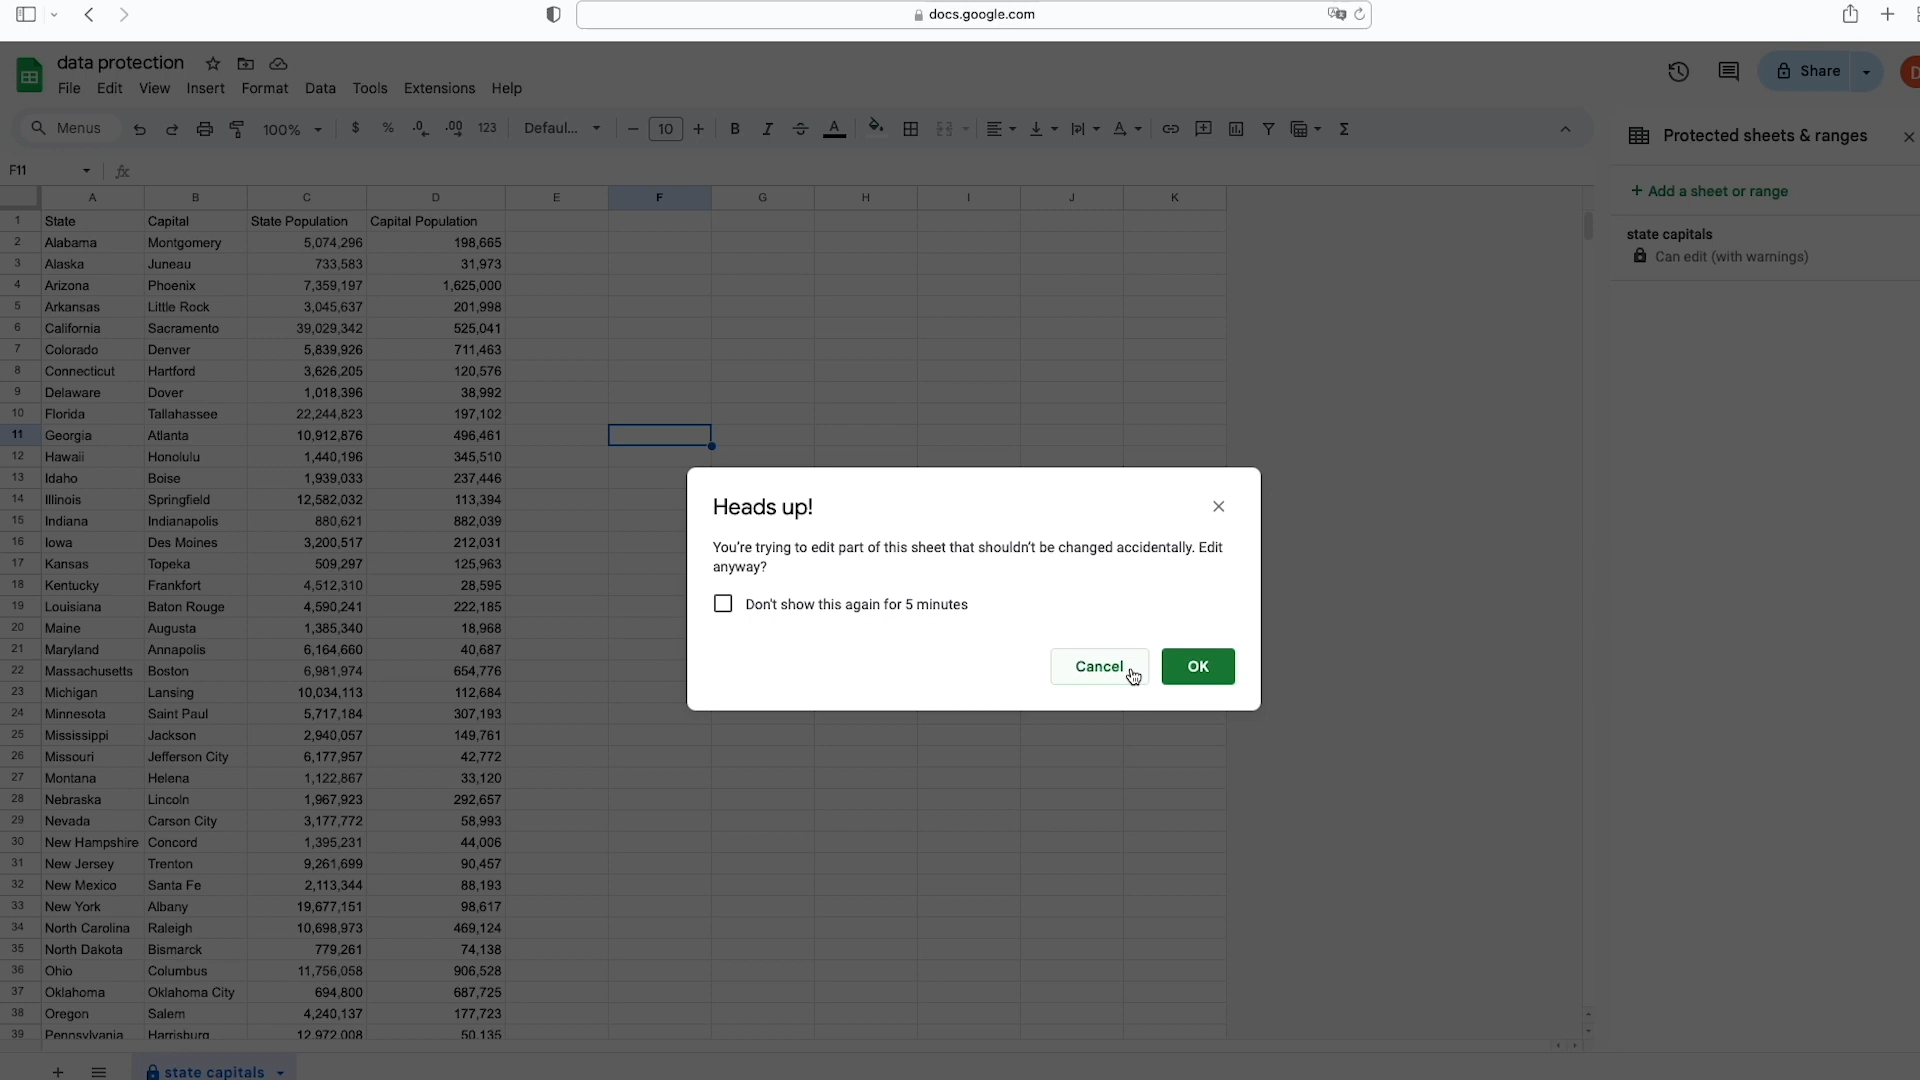 docs.google.com
data protection
File Edit View Insert Format Data Tools Extensions Help
Share
D
Menus 100% $ % .0 .00 123 Defaul... 10 B I A Σ
Protected sheets & ranges
F11 fx
+ Add a sheet or range
state capitals
Can edit (with warnings)
A B C D E F G H I J K
1 State Capital State Population Capital Population
2 Alabama Montgomery 5,074,296 198,665
3 Alaska Juneau 733,583 31,973
4 Arizona Phoenix 7,359,197 1,625,000
5 Arkansas Little Rock 3,045,637 201,998
6 California Sacramento 39,029,342 525,041
7 Colorado Denver 5,839,926 711,463
8 Connecticut Hartford 3,626,205 120,576
9 Delaware Dover 1,018,396 38,992
10 Florida Tallahassee 22,244,823 197,102
11 Georgia Atlanta 10,912,876 496,461
12 Hawaii Honolulu 1,440,196 345,510
13 Idaho Boise 1,939,033 237,446
14 Illinois Springfield 12,582,032 113,394
15 Indiana Indianapolis 880,621 882,039
16 Iowa Des Moines 3,200,517 212,031
17 Kansas Topeka 509,297 125,963
18 Kentucky Frankfort 4,512,310 28,595
19 Louisiana Baton Rouge 4,590,241 222,185
20 Maine Augusta 1,385,340 18,968
21 Maryland Annapolis 6,164,660 40,687
22 Massachusetts Boston 6,981,974 654,776
23 Michigan Lansing 10,034,113 112,684
24 Minnesota Saint Paul 5,717,184 307,193
25 Mississippi Jackson 2,940,057 149,761
26 Missouri Jefferson City 6,177,957 42,772
27 Montana Helena 1,122,867 33,120
28 Nebraska Lincoln 1,967,923 292,657
29 Nevada Carson City 3,177,772 58,993
30 New Hampshire Concord 1,395,231 44,006
31 New Jersey Trenton 9,261,699 90,457
32 New Mexico Santa Fe 2,113,344 88,193
33 New York Albany 19,677,151 98,617
34 North Carolina Raleigh 10,698,973 469,124
35 North Dakota Bismarck 779,261 74,138
36 Ohio Columbus 11,756,058 906,528
37 Oklahoma Oklahoma City 694,800 687,725
38 Oregon Salem 4,240,137 177,723
39 Pennsylvania Harrisburg 12,972,008 50,135
Heads up!
You're trying to edit part of this sheet that shouldn't be changed accidentally. Edit
anyway?
Don't show this again for 5 minutes
Cancel OK
state capitals